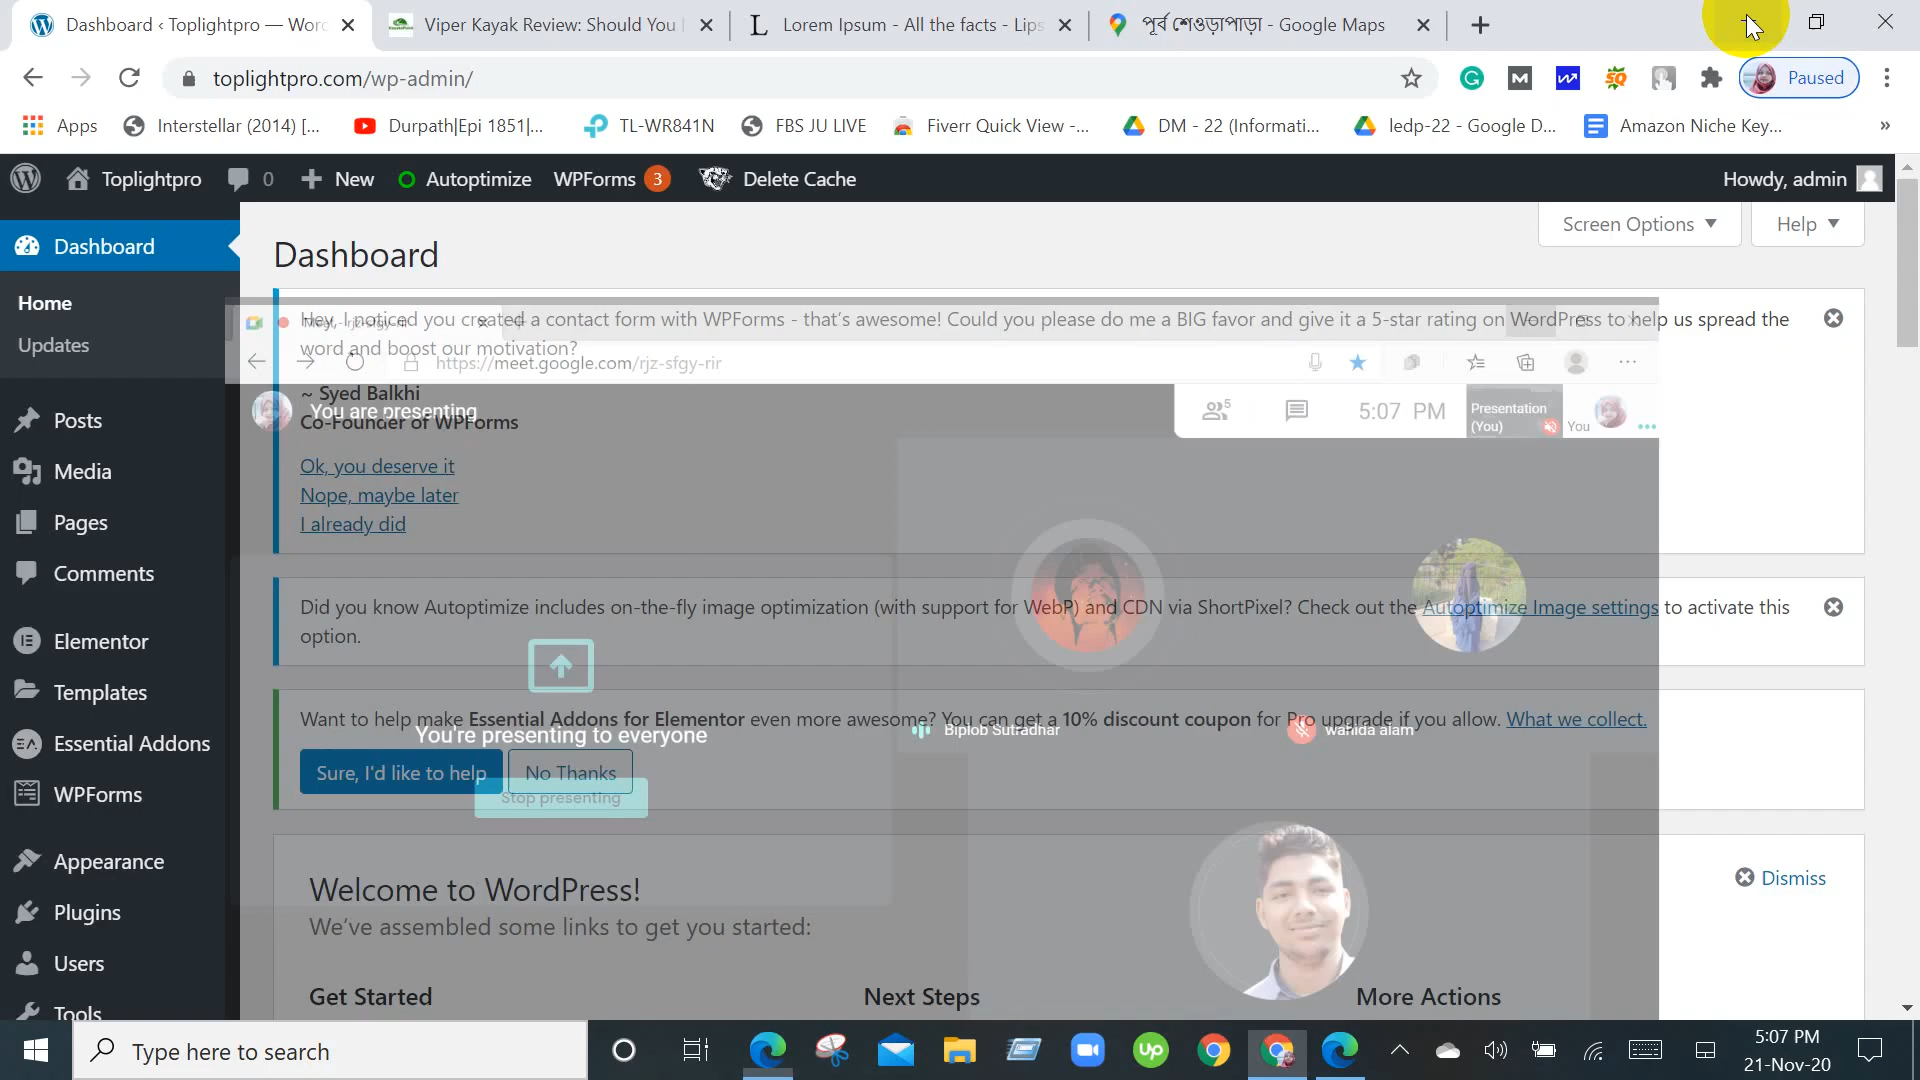 Dashboard ‹ Toplightpro — Wor
Viper Kayak Review: Should You
Lorem Ipsum - All the facts - Lips
পূর্ব শেওড়াপাড়া - Google Maps
toplightpro.com/wp-admin/
Paused
Apps
Interstellar (2014) [...
Durpath|Epi 1851|...
TL-WR841N
FBS JU LIVE
Fiverr Quick View -...
DM - 22 (Informati...
ledp-22 - Google D...
Amazon Niche Key...
»
Toplightpro
0
New
Autoptimize
WPForms 3
Delete Cache
Howdy, admin
Screen Options
Help
Dashboard
Home
Updates
Posts
Media
Pages
Comments
Elementor
Templates
Essential Addons
WPForms
Appearance
Plugins
Users
Tools
Dashboard
Hey, I noticed you created a contact form with WPForms - that's awesome! Could you please do me a BIG favor and give it a 5-star rating on WordPress to help us spread the
word and boost our motivation?
~ Syed Balkhi
Co-Founder of WPForms
Ok, you deserve it
Nope, maybe later
I already did
https://meet.google.com/rjz-sfgy-rir
You are presenting
5
5:07 PM
Presentation
(You)
You
Did you know Autoptimize includes on-the-fly image optimization (with support for WebP) and CDN via ShortPixel? Check out the Autoptimize Image settings to activate this
option.
Want to help make Essential Addons for Elementor even more awesome? You can get a 10% discount coupon for Pro upgrade if you allow. What we collect.
Sure, I'd like to help
No Thanks
You're presenting to everyone
Stop presenting
Biplob Sutradhar
wahida alam
Welcome to WordPress!
We've assembled some links to get you started:
Dismiss
Get Started
Next Steps
More Actions
Type here to search
5:07 PM
21-Nov-20